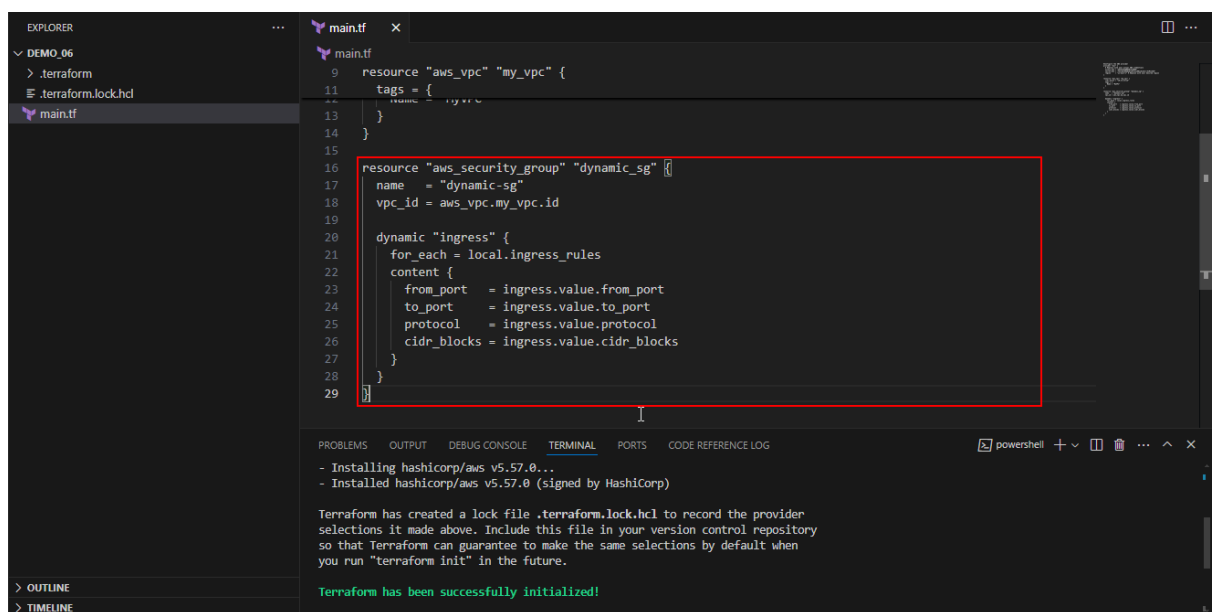 EXPLORER
DEMO_06
.terraform
.terraform.lock.hcl
main.tf
OUTLINE
TIMELINE
main.tf
main.tf
9 resource "aws_vpc" "my_vpc" {
11 tags = {
12 Name = "MyVPC"
13 }
14 }
15
16 resource "aws_security_group" "dynamic_sg" {
17 name = "dynamic-sg"
18 vpc_id = aws_vpc.my_vpc.id
19
20 dynamic "ingress" {
21 for_each = local.ingress_rules
22 content {
23 from_port = ingress.value.from_port
24 to_port = ingress.value.to_port
25 protocol = ingress.value.protocol
26 cidr_blocks = ingress.value.cidr_blocks
27 }
28 }
29 }
PROBLEMS OUTPUT DEBUG CONSOLE TERMINAL PORTS CODE REFERENCE LOG powershell
- Installing hashicorp/aws v5.57.0...
- Installed hashicorp/aws v5.57.0 (signed by HashiCorp)
Terraform has created a lock file .terraform.lock.hcl to record the provider
selections it made above. Include this file in your version control repository
so that Terraform can guarantee to make the same selections by default when
you run "terraform init" in the future.
Terraform has been successfully initialized!